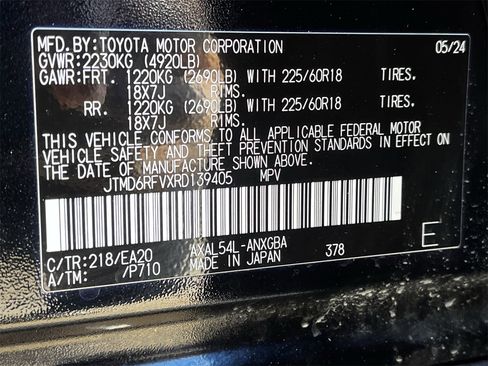 MFD.BY:TOYOTA MOTOR CORPORATION 05/24
GVWR:2230KG (4920LB)
GAWR:FRT. 1220KG (2690LB) WITH 225/60R18 TIRES,
18X7J RIMS.
RR. 1220KG (2690LB) WITH 225/60R18 TIRES,
18X7J RIMS.
THIS VEHICLE CONFORMS TO ALL APPLICABLE FEDERAL MOTOR
VEHICLE SAFETY AND THEFT PREVENTION STANDARDS IN EFFECT ON
THE DATE OF MANUFACTURE SHOWN ABOVE.
JTMD6RFVXRD139405 MPV
C/TR:218/EA20 AXAL54L-ANXGBA 378 E
A/TM: /P710 MADE IN JAPAN